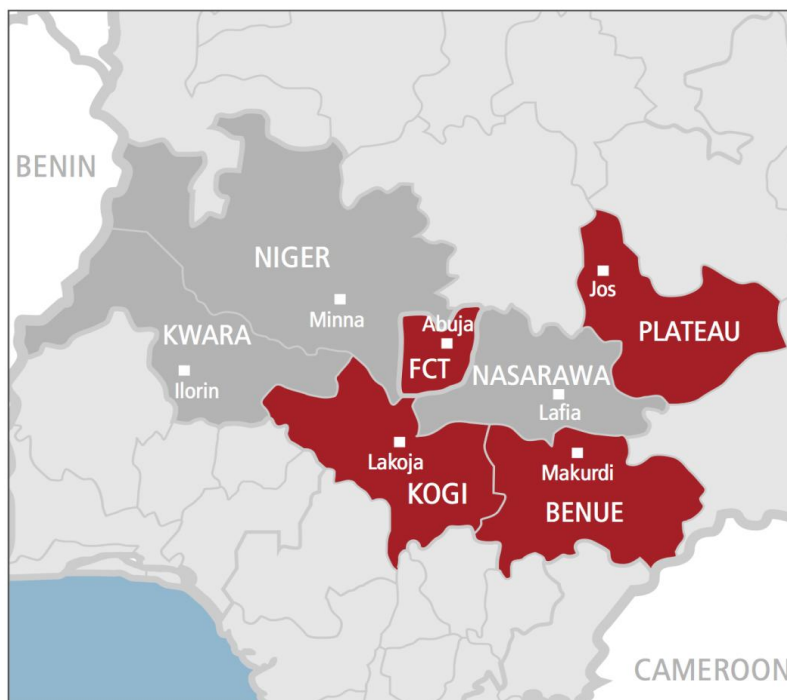 BENIN
NIGER
Minna
KWARA
Ilorin
Abuja
FCT
NASARAWA
Lafia
Jos
PLATEAU
Lakoja
KOGI
Makurdi
BENUE
CAMEROON